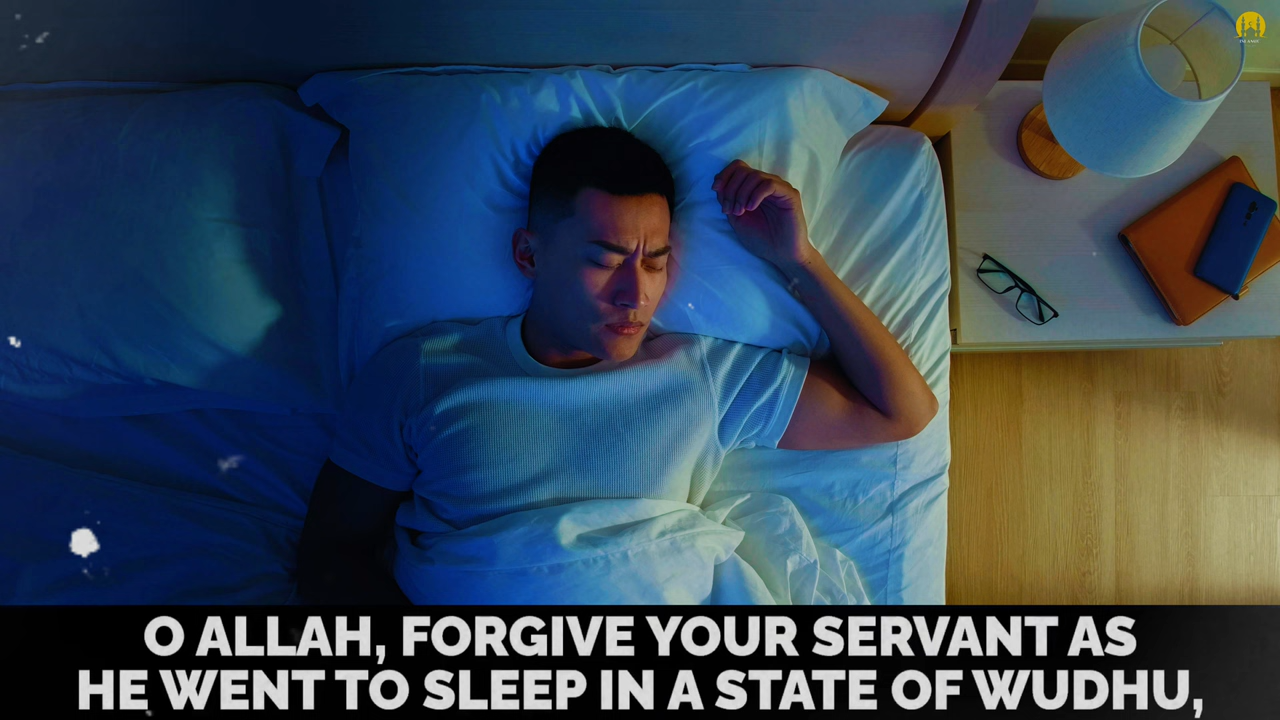 O ALLAH, FORGIVE YOUR SERVANT AS
HE WENT TO SLEEP IN A STATE OF WUDHU,